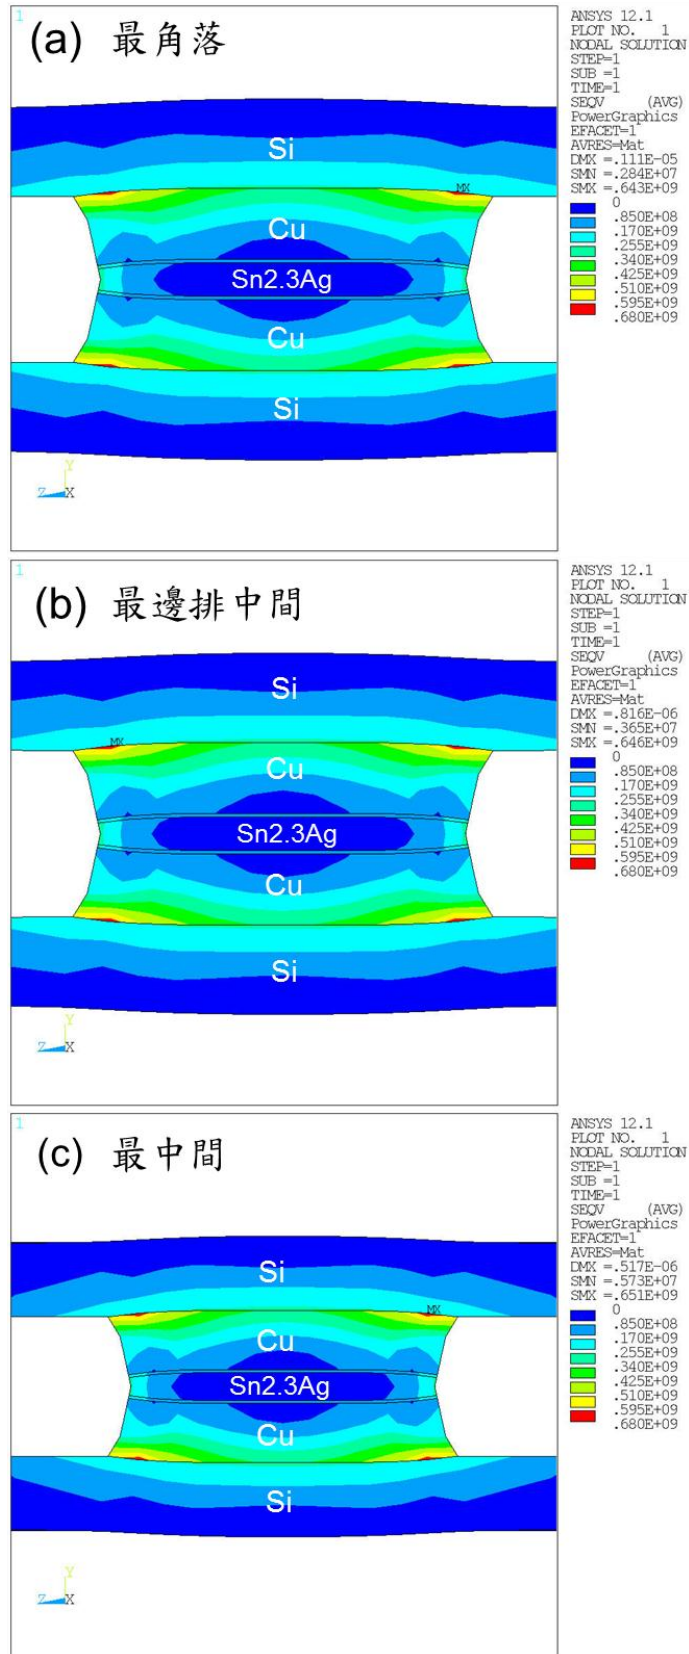 1
(a) 最角落
Si
MX
Cu
Sn2.3Ag
Cu
Si
Y
Z X
ANSYS 12.1
PLOT NO. 1
NODAL SOLUTION
STEP=1
SUB =1
TIME=1
SEQV (AVG)
PowerGraphics
EFACET=1
AVRES=Mat
DMX =.111E-05
SMN =.284E+07
SMX =.643E+09
0
.850E+08
.170E+09
.255E+09
.340E+09
.425E+09
.510E+09
.595E+09
.680E+09
1
(b) 最邊排中間
Si
MX
Cu
Sn2.3Ag
Cu
Si
Y
Z X
ANSYS 12.1
PLOT NO. 1
NODAL SOLUTION
STEP=1
SUB =1
TIME=1
SEQV (AVG)
PowerGraphics
EFACET=1
AVRES=Mat
DMX =.816E-06
SMN =.365E+07
SMX =.646E+09
0
.850E+08
.170E+09
.255E+09
.340E+09
.425E+09
.510E+09
.595E+09
.680E+09
1
(c) 最中間
Si
MX
Cu
Sn2.3Ag
Cu
Si
Y
Z X
ANSYS 12.1
PLOT NO. 1
NODAL SOLUTION
STEP=1
SUB =1
TIME=1
SEQV (AVG)
PowerGraphics
EFACET=1
AVRES=Mat
DMX =.517E-06
SMN =.573E+07
SMX =.651E+09
0
.850E+08
.170E+09
.255E+09
.340E+09
.425E+09
.510E+09
.595E+09
.680E+09